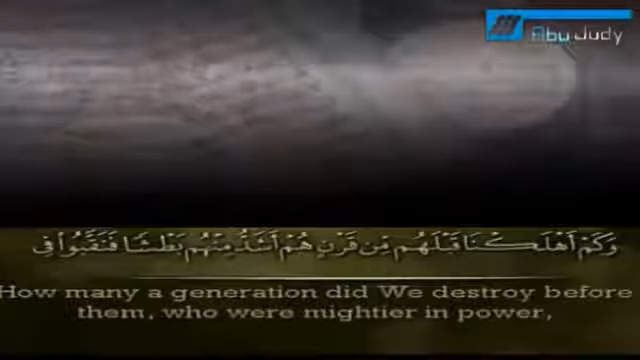 Abu Judy
وَكَمْ أَهْلَكْنَا قَبْلَهُم مِّن قَرْنٍ هُمْ أَشَدُّ مِنْهُم بَطْشًا فَنَقَّبُوا فِي
How many a generation did We destroy before
them, who were mightier in power,